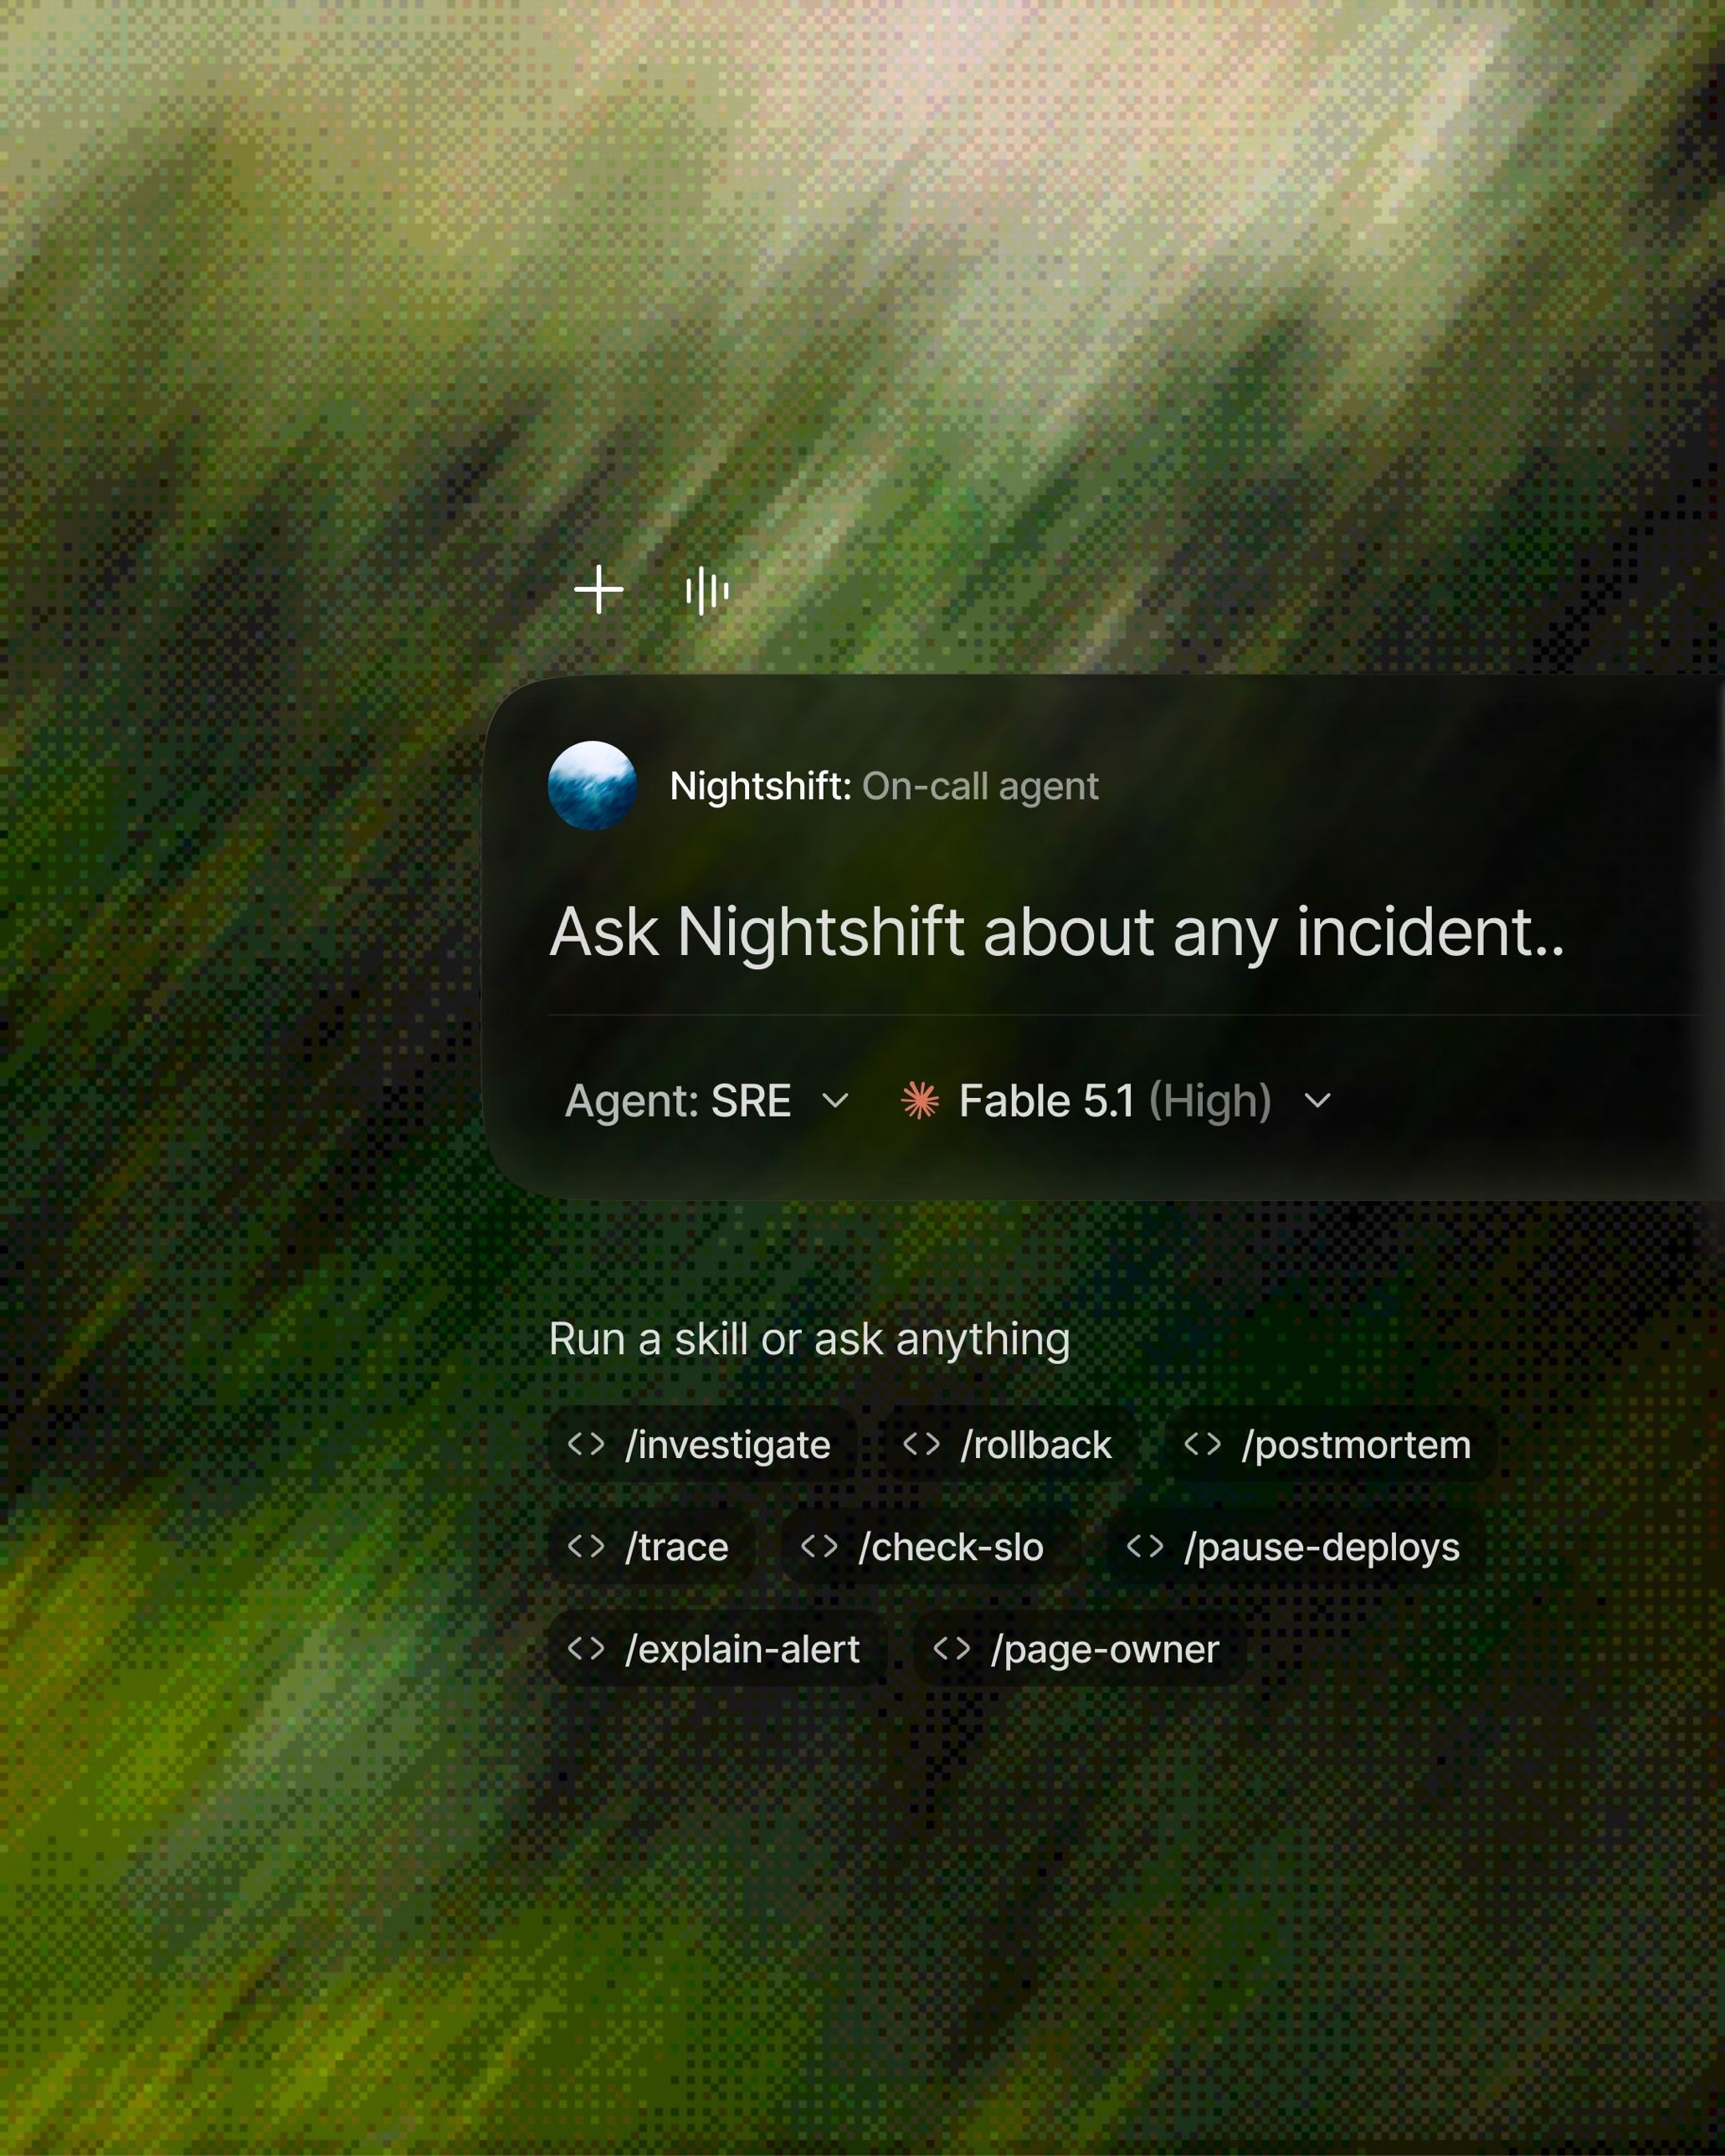 Nightshift: On-call agent
Ask Nightshift about any incident..
Agent: SRE Fable 5.1 (High)
Run a skill or ask anything
/investigate /rollback /postmortem
/trace /check-slo /pause-deploys
/explain-alert /page-owner